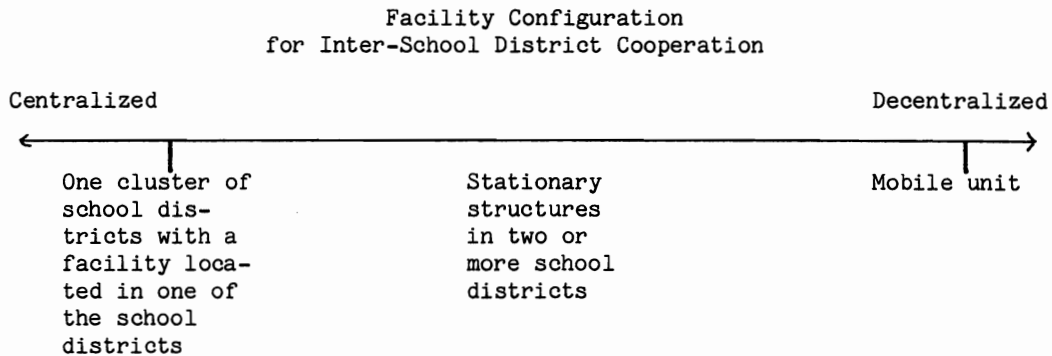 Facility Configuration
for Inter-School District Cooperation
Centralized
Decentralized
One cluster of
school dis-
tricts with a
facility loca-
ted in one of
the school
districts
Stationary
structures
in two or
more school
districts
Mobile unit